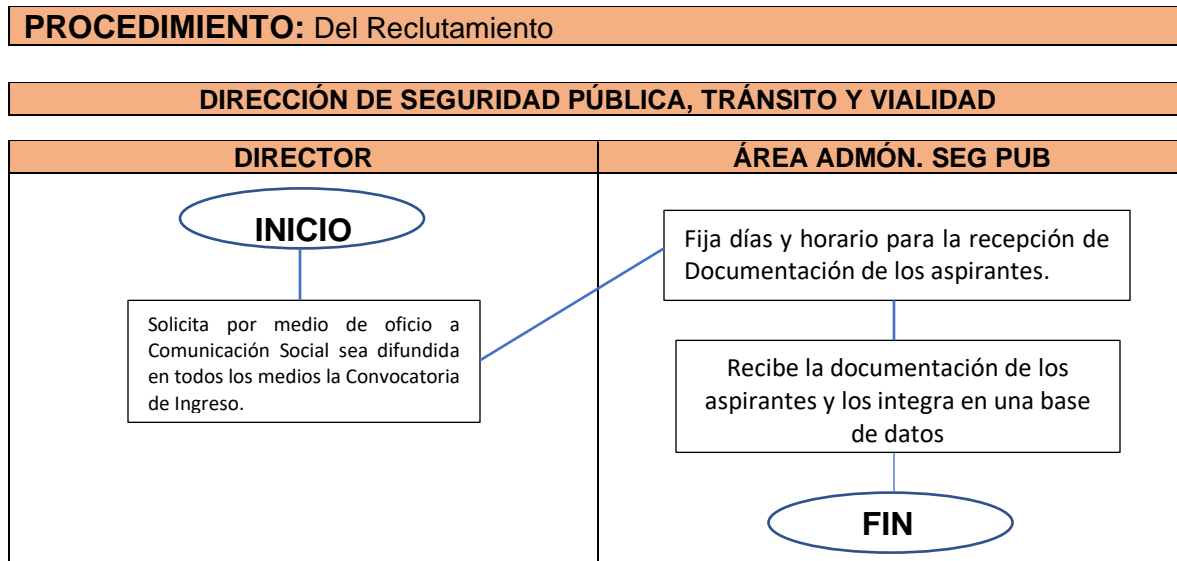 PROCEDIMIENTO: Del Reclutamiento
DIRECCIÓN DE SEGURIDAD PÚBLICA, TRÁNSITO Y VIALIDAD
DIRECTOR
ÁREA ADMÓN. SEG PUB
INICIO
Solicita por medio de oficio a
Comunicación Social sea difundida
en todos los medios la Convocatoria
de Ingreso.
Fija días y horario para la recepción de
Documentación de los aspirantes.
Recibe la documentación de los
aspirantes y los integra en una base
de datos
FIN